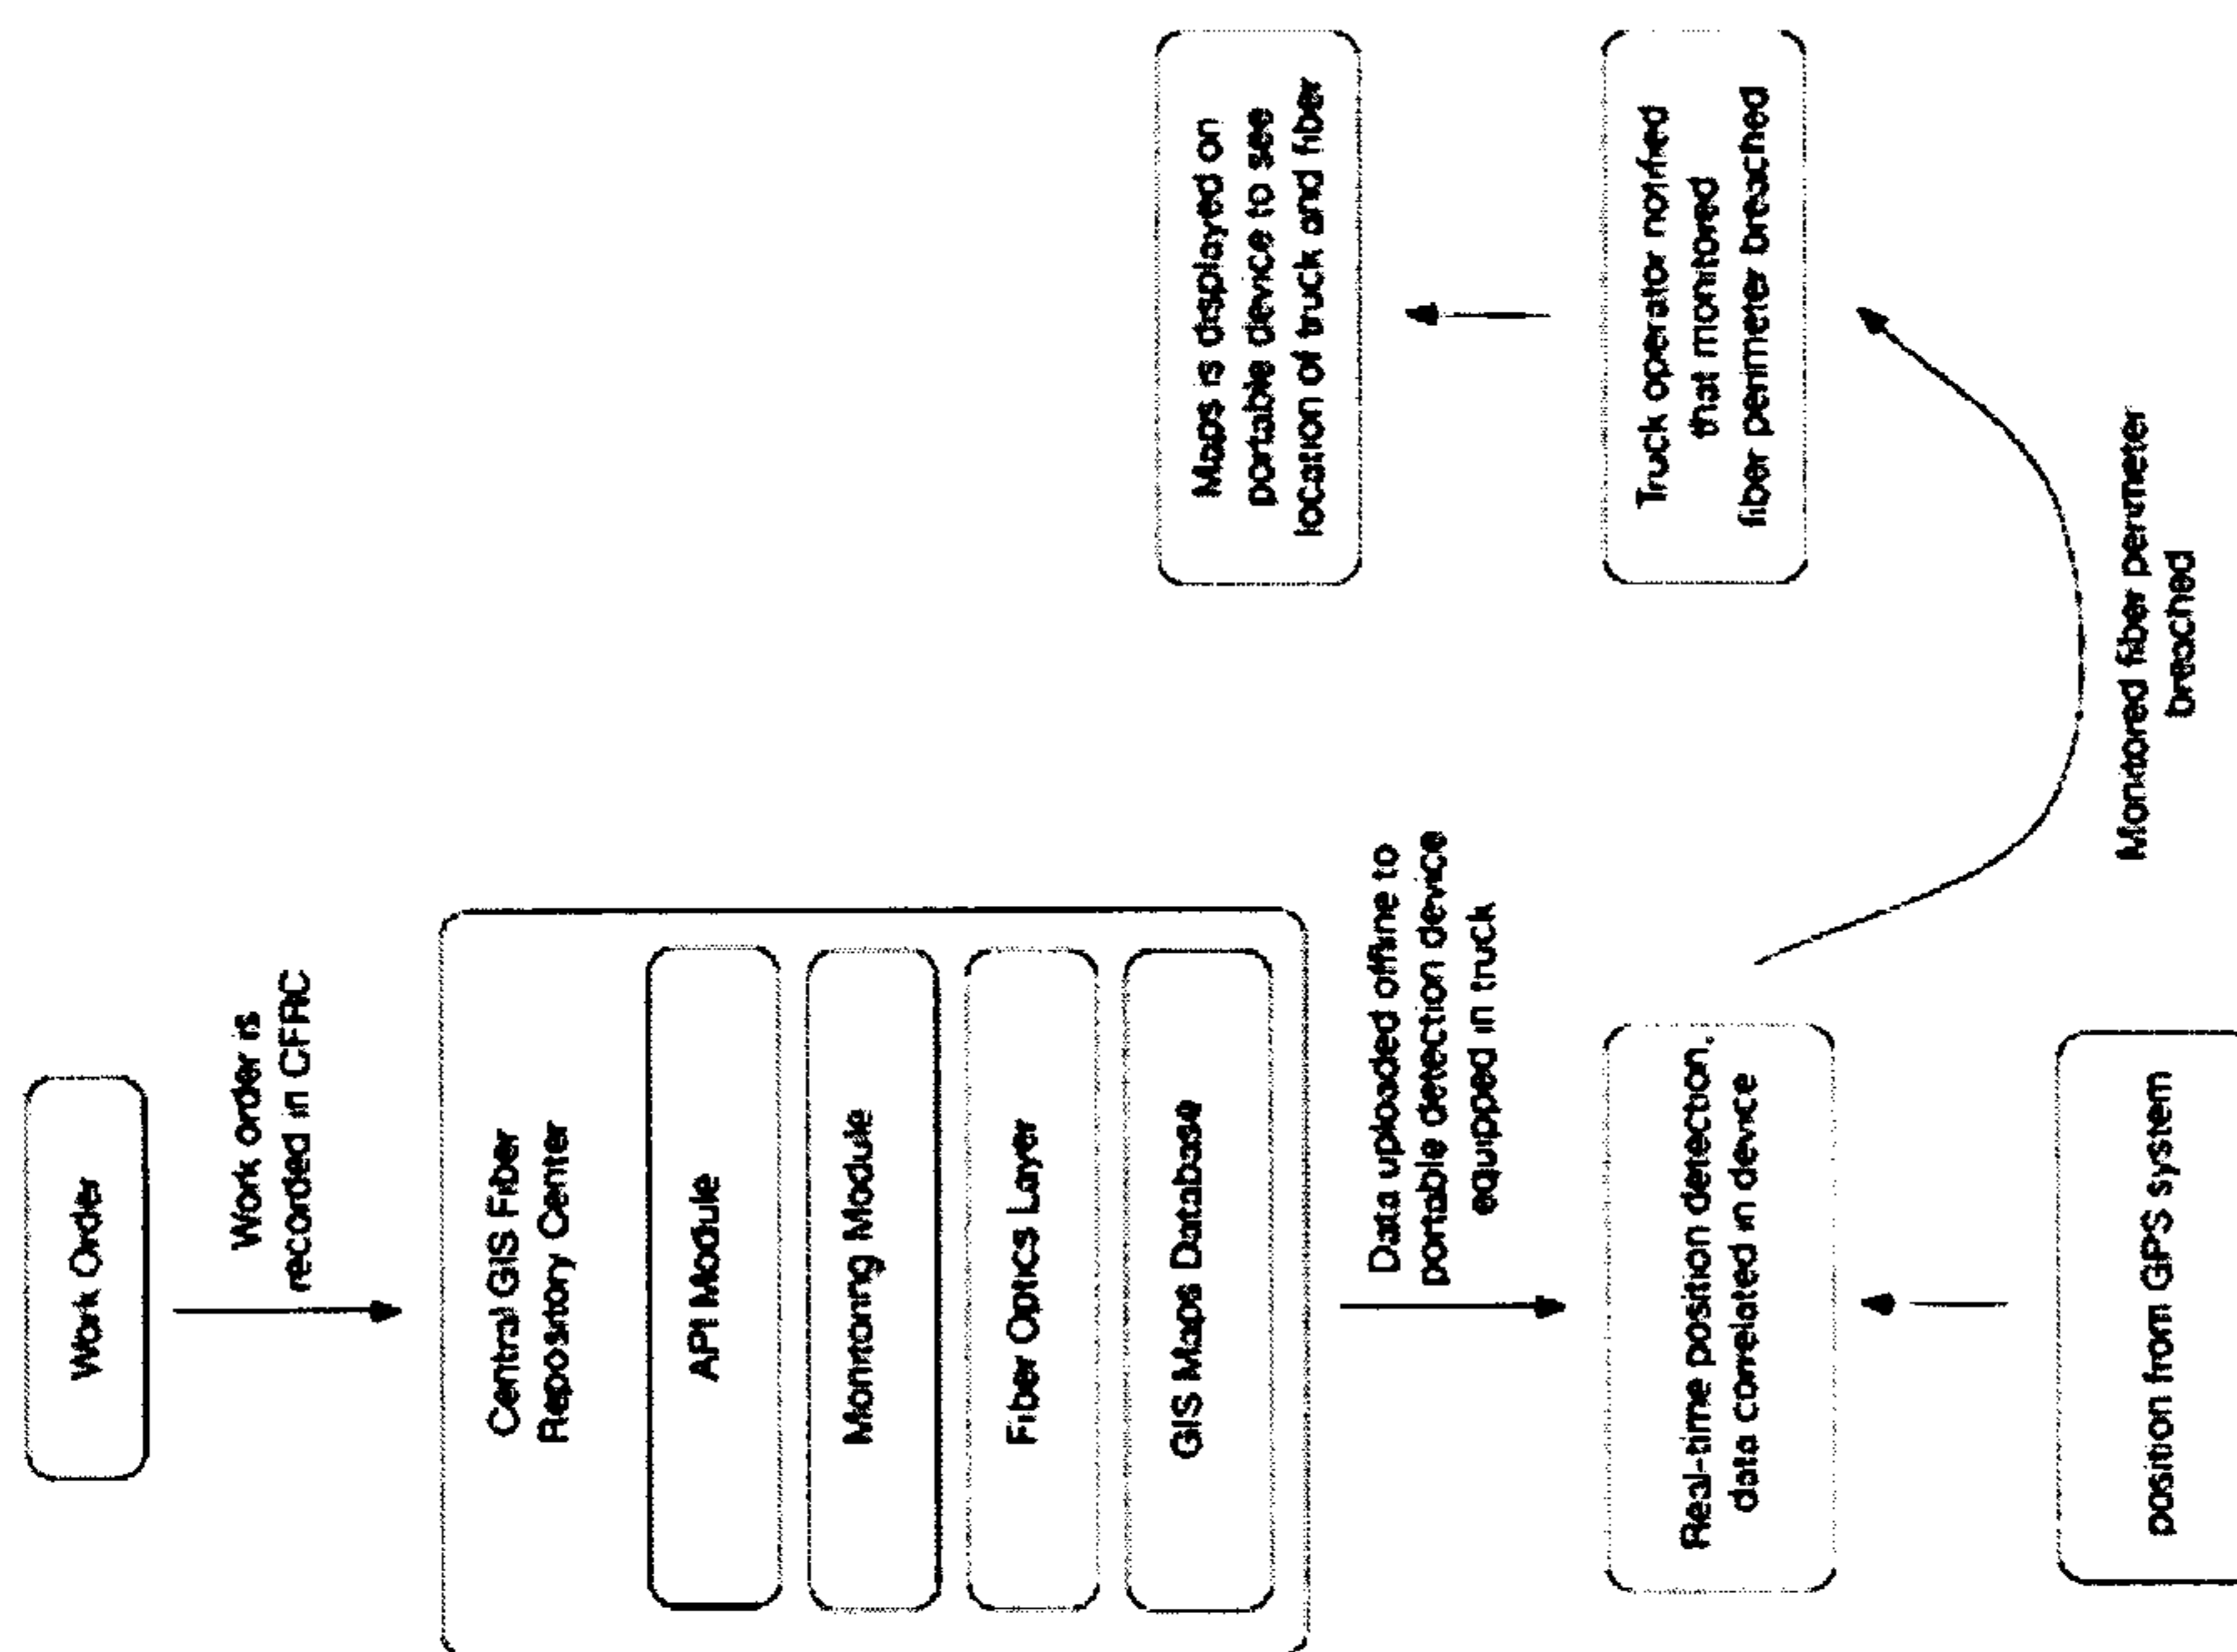 Work Order
Work order is
recorded in CFRC
Central GIS Fiber
Repository Center
API Module
Monitoring Module
Fiber Optics Layer
GIS Maps Database
Data uploaded offline to
portable detection device
equipped in truck
Real-time position detection,
data correlated in device
position from GPS system
Monitored fiber perimeter
breached
Truck operator notified
that monitored
fiber perimeter breached
Maps is displayed on
portable device to see
location of truck and fiber